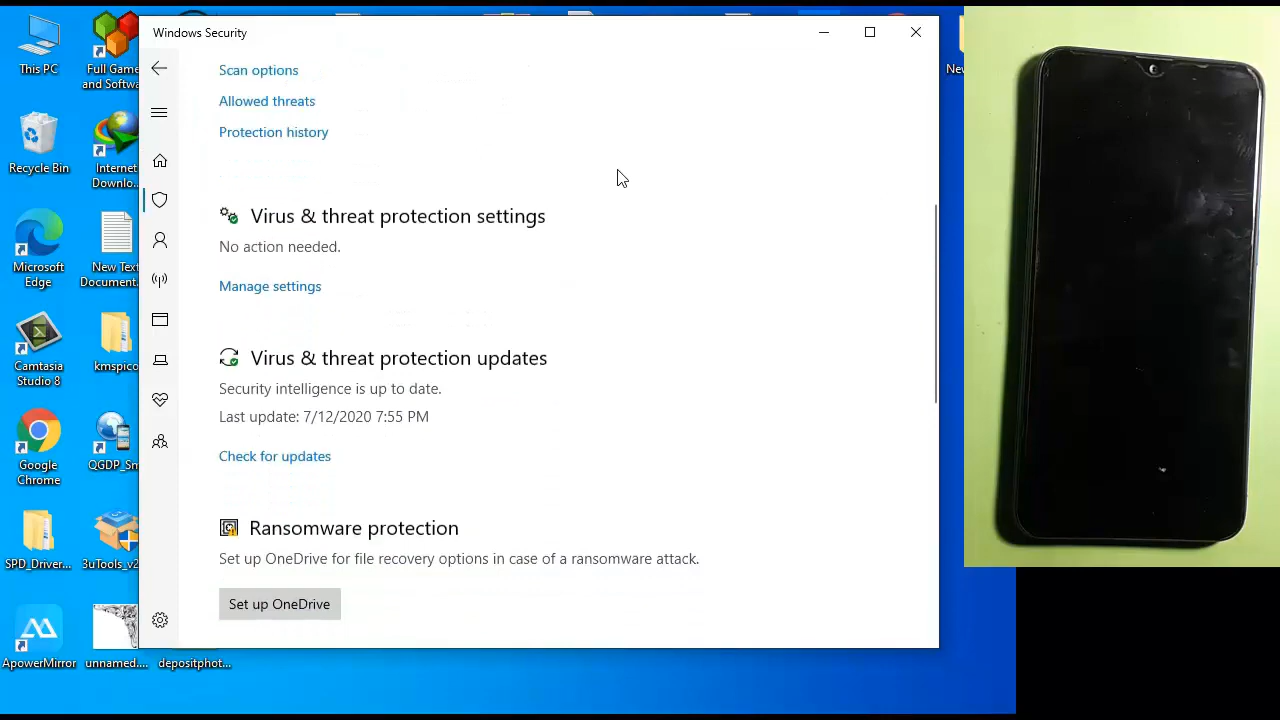 Windows Security
This PC
Full Game
and Softwa...
Recycle Bin
Internet
Downlo...
Microsoft
Edge
New Text
Document...
Camtasia
Studio 8
kmspico
Google
Chrome
QGDP_Sn
SPD_Driver...
3uTools_v2
ApowerMirror
unnamed....
depositphot...
Scan options
Allowed threats
Protection history
Virus & threat protection settings
No action needed.
Manage settings
Virus & threat protection updates
Security intelligence is up to date.
Last update: 7/12/2020 7:55 PM
Check for updates
Ransomware protection
Set up OneDrive for file recovery options in case of a ransomware attack.
Set up OneDrive